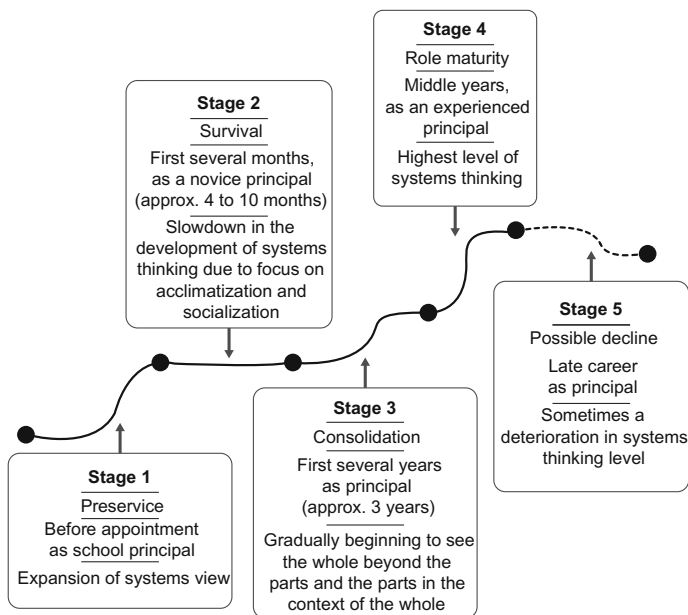 Stage 1
Preservice
Before appointment
as school principal
Expansion of systems view
Stage 2
Survival
First several months,
as a novice principal
(approx. 4 to 10 months)
Slowdown in the
development of systems
thinking due to focus on
acclimatization and
socialization
Stage 3
Consolidation
First several years
as principal
(approx. 3 years)
Gradually beginning to see
the whole beyond the
parts and the parts in the
context of the whole
Stage 4
Role maturity
Middle years,
as an experienced
principal
Highest level of
systems thinking
Stage 5
Possible decline
Late career
as principal
Sometimes a
deterioration in systems
thinking level